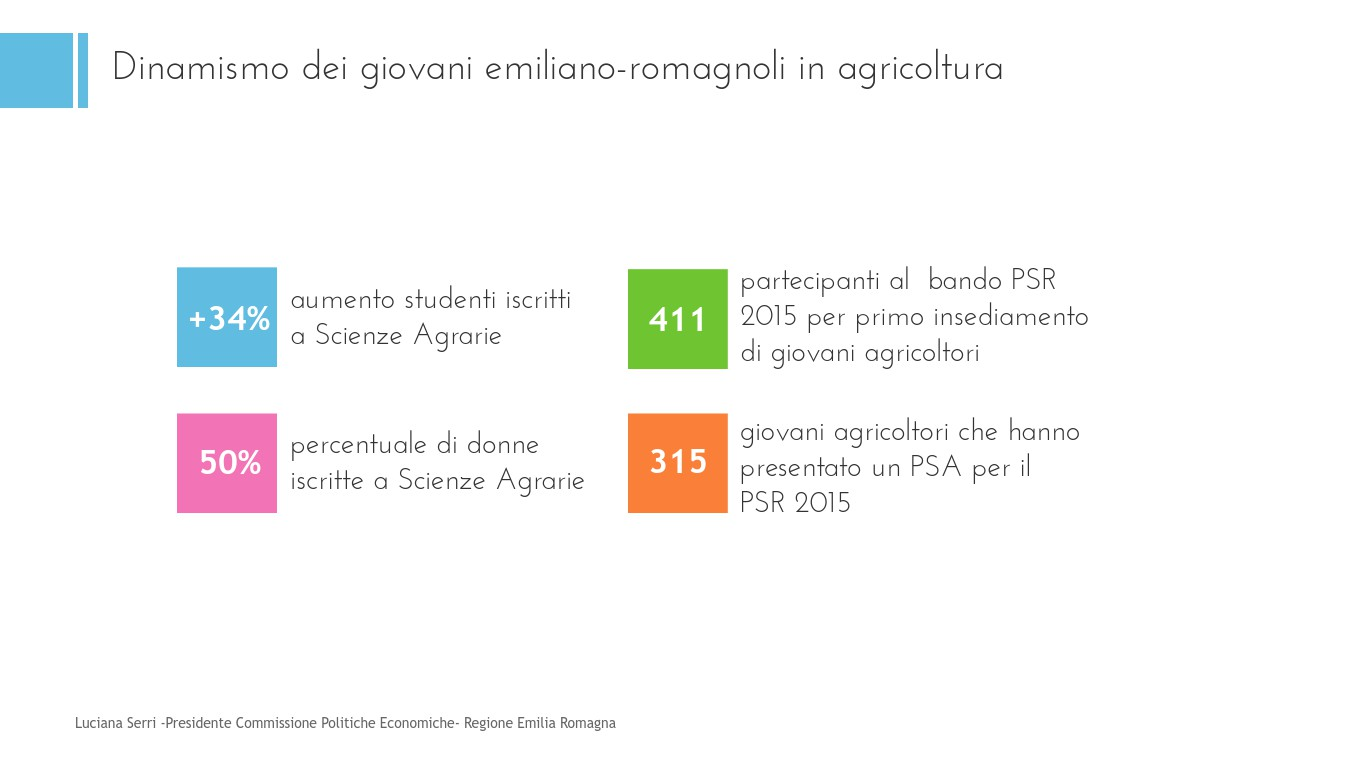 Dinamismo dei giovani emiliano-romagnoli in agricoltura
+34%
aumento studenti iscritti
a Scienze Agrarie
411
partecipanti al  bando PSR
2015 per primo insediamento
di giovani agricoltori
50%
percentuale di donne
iscritte a Scienze Agrarie
315
giovani agricoltori che hanno
presentato un PSA per il
PSR 2015
Luciana Serri -Presidente Commissione Politiche Economiche- Regione Emilia Romagna